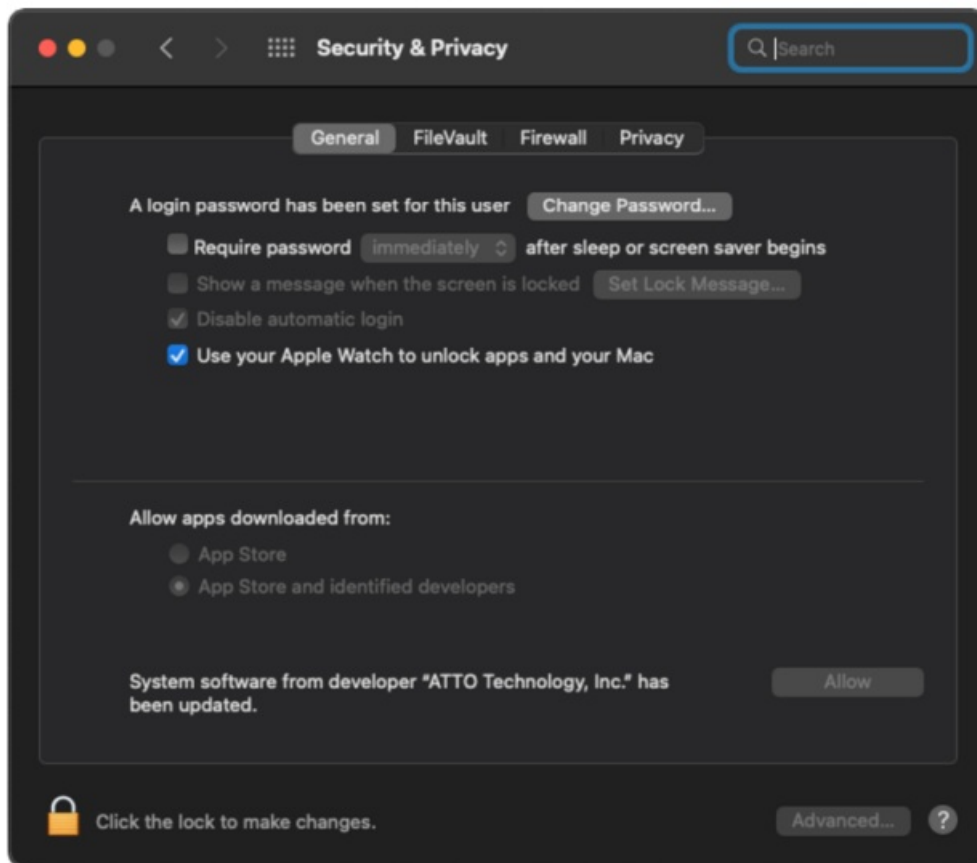 Security & Privacy
Search
General FileVault Firewall Privacy
A login password has been set for this user Change Password...
Require password immediately after sleep or screen saver begins
Show a message when the screen is locked Set Lock Message...
Disable automatic login
Use your Apple Watch to unlock apps and your Mac
Allow apps downloaded from:
App Store
App Store and identified developers
System software from developer “ATTO Technology, Inc.” has
been updated.
Allow
Click the lock to make changes.
Advanced...
?